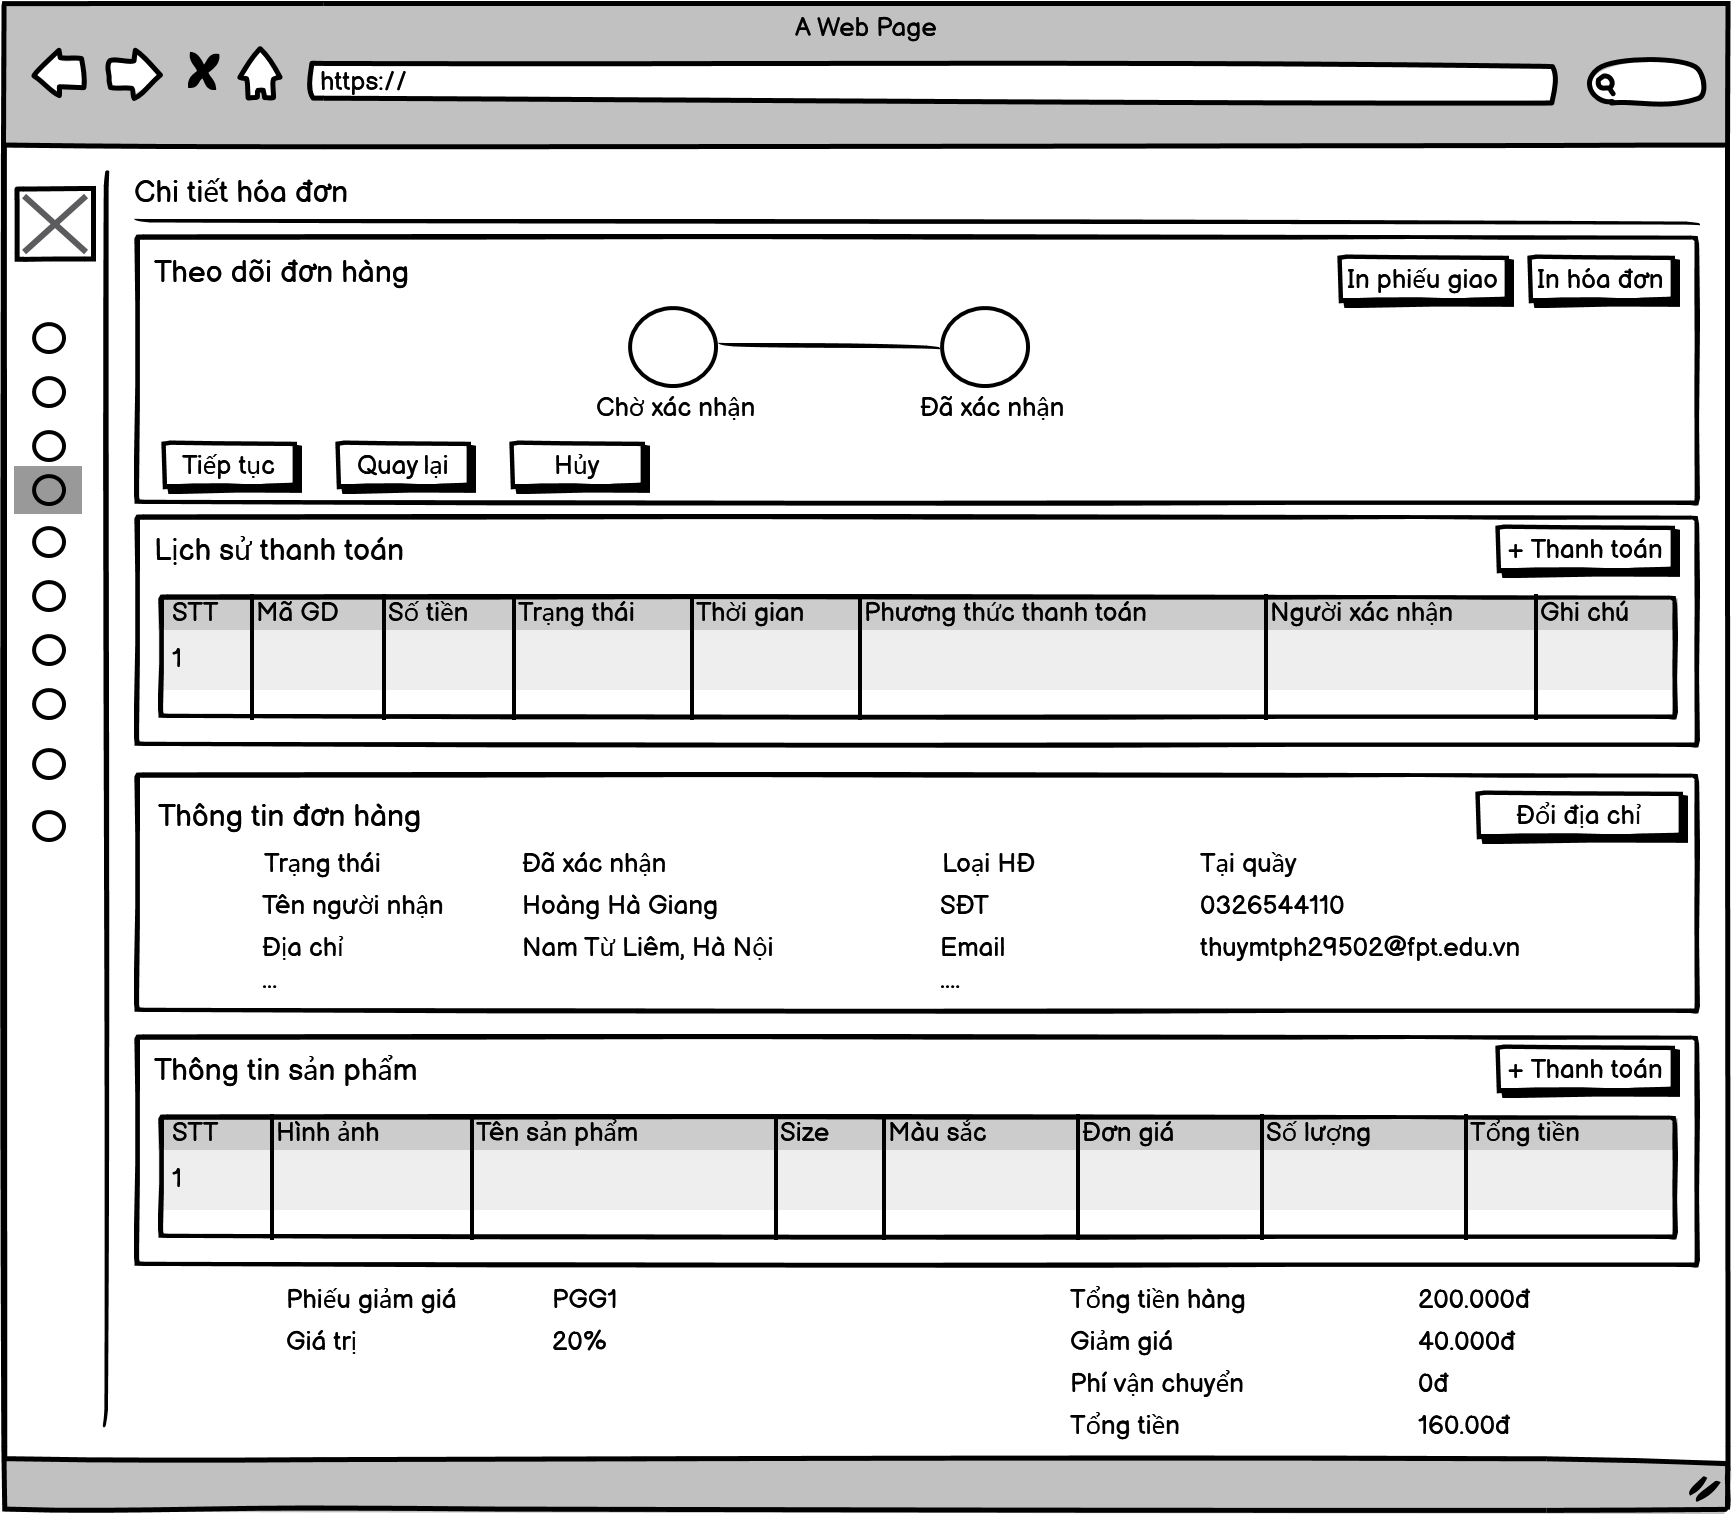 A Web Page
https://
Chi tiết hóa đơn
Theo dõi đơn hàng
In phiếu giao
In hóa đơn
Chờ xác nhận
Đã xác nhận
Tiếp tục
Quay lại
Hủy
Lịch sử thanh toán
+ Thanh toán
STT Mã GD Số tiền Trạng thái Thời gian Phương thức thanh toán Người xác nhận Ghi chú
1
Thông tin đơn hàng
Đổi địa chỉ
Trạng thái Đã xác nhận Loại HĐ Tại quầy
Tên người nhận Hoàng Hà Giang SĐT 0326544110
Địa chỉ Nam Từ Liêm, Hà Nội Email thuymtph29502@fpt.edu.vn
... ....
Thông tin sản phẩm
+ Thanh toán
STT Hình ảnh Tên sản phẩm Size Màu sắc Đơn giá Số lượng Tổng tiền
1
Phiếu giảm giá PGG1 Tổng tiền hàng 200.000đ
Giá trị 20% Giảm giá 40.000đ
Phí vận chuyển 0đ
Tổng tiền 160.00đ